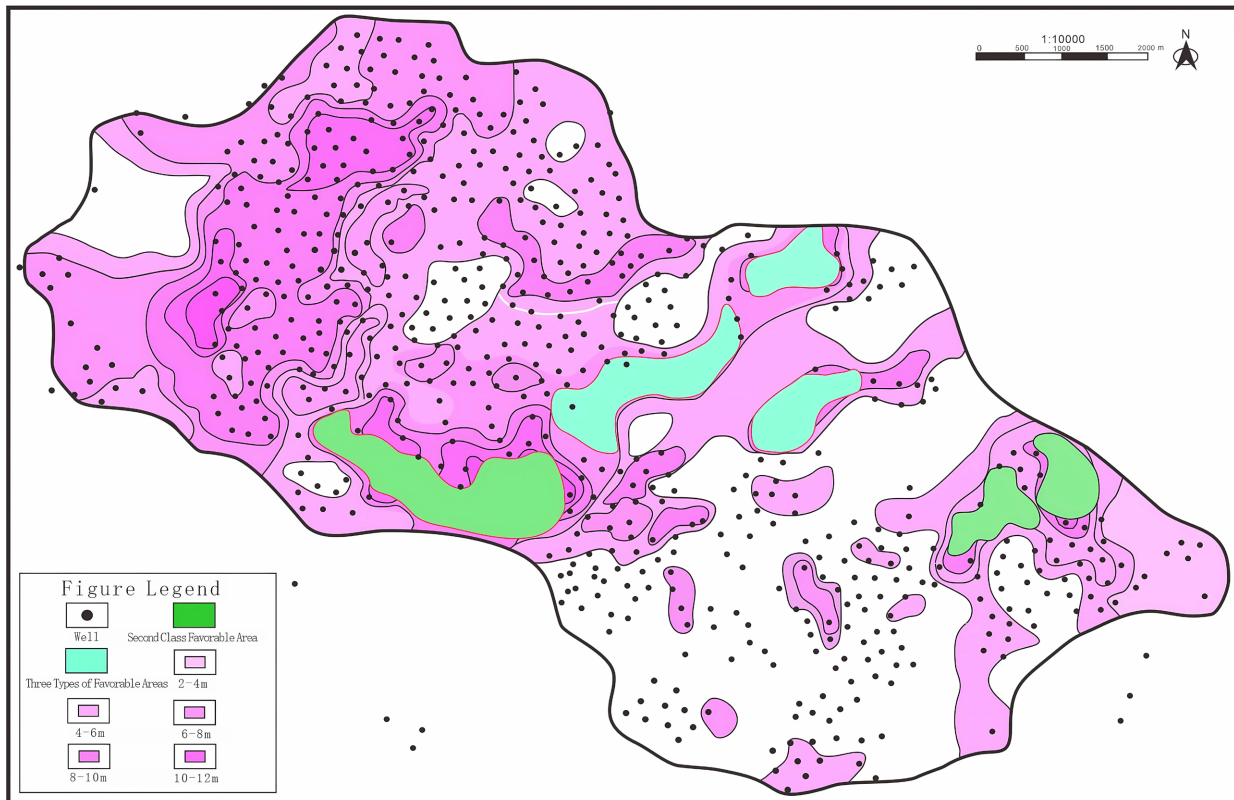 1:10000
0 500 1000 1500 2000 m
N
Figure Legend
Well
Second Class Favorable Area
Three Types of Favorable Areas
2-4m
4-6m
6-8m
8-10m
10-12m